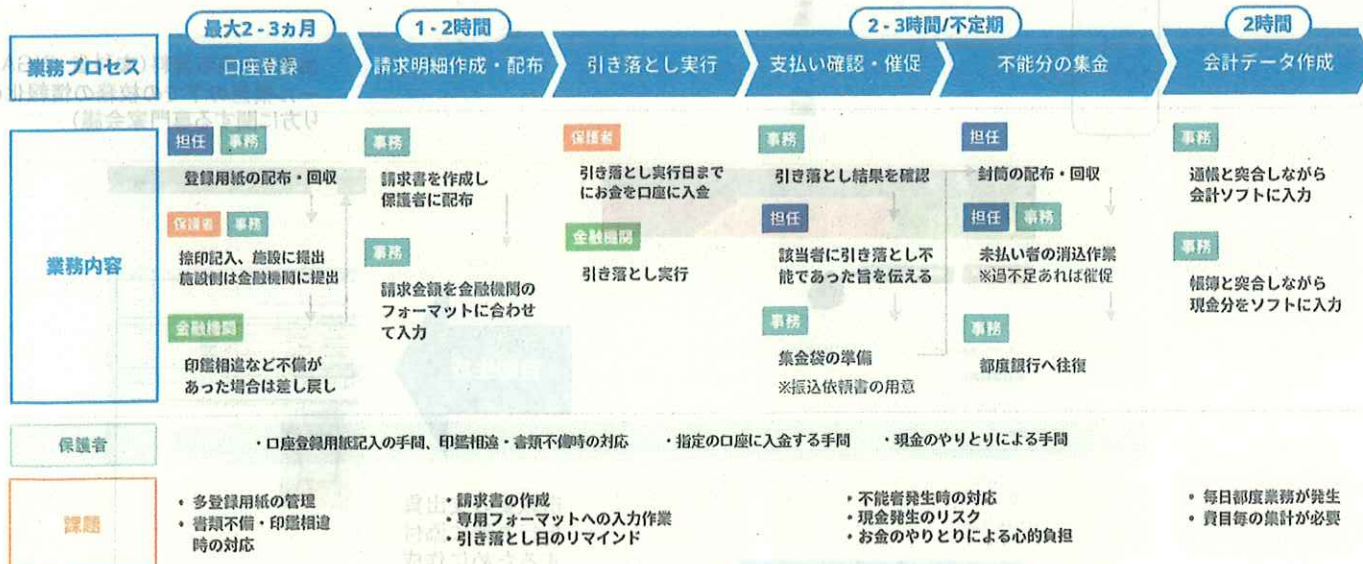 最大2-3ヵ月
1-2時間
2-3時間/不定期
2時間
業務プロセス
口座登録
請求明細作成・配布
引き落とし実行
支払い確認・催促
不能分の集金
会計データ作成
業務内容
担任 事務
登録用紙の配布・回収
保護者 事務
捺印記入、施設に提出
施設側は金融機関に提出
金融機関
印鑑相違など不備が
あった場合は差し戻し
事務
請求書を作成し
保護者に配布
事務
請求金額を金融機関の
フォーマットに合わせ
て入力
保護者
引き落とし実行日まで
にお金を口座に入金
金融機関
引き落とし実行
事務
引き落とし結果を確認
担任
該当者に引き落とし不
能であった旨を伝える
事務
集金袋の準備
※振込依頼書の用意
担任
封筒の配布・回収
担任 事務
未払い者の消込作業
※過不足あれば催促
事務
都度銀行へ往復
事務
通帳と突合しながら
会計ソフトに入力
事務
帳簿と突合しながら
現金分をソフトに入力
保護者
・口座登録用紙記入の手間、印鑑相違・書類不備時の対応 ・指定の口座に入金する手間 ・現金のやりとりによる手間
課題
・多登録用紙の管理
・書類不備・印鑑相違
時の対応
・請求書の作成
・専用フォーマットへの入力作業
・引き落とし日のリマインド
・不能者発生時の対応
・現金発生のリスク
・お金のやりとりによる心的負担
・毎日都度業務が発生
・費目毎の集計が必要